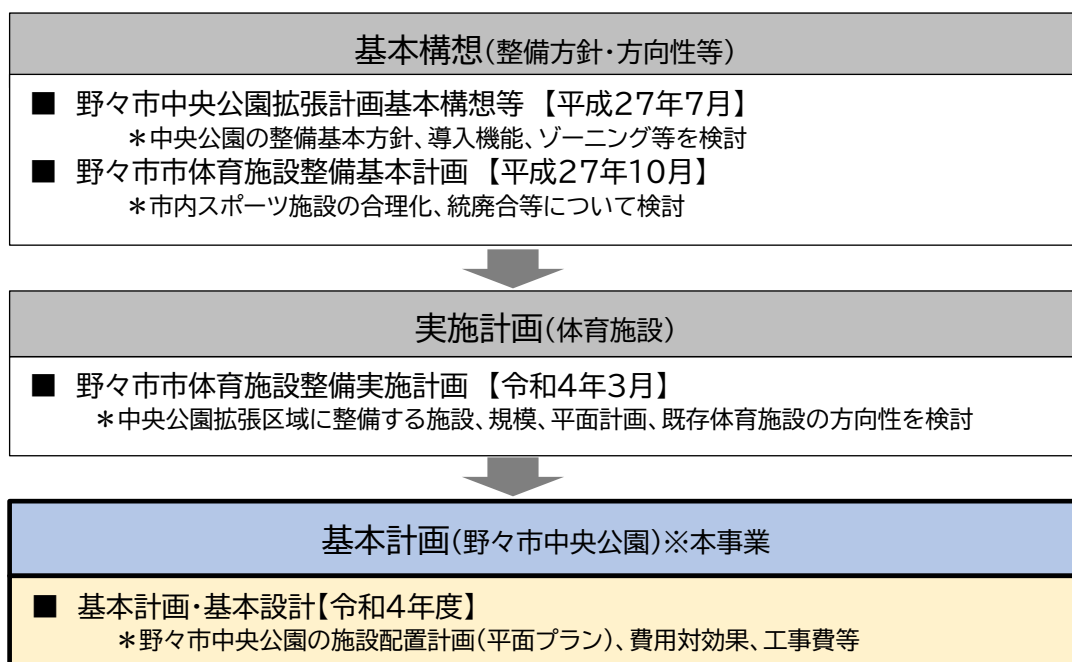 基本構想(整備方針・方向性等)
■ 野々市中央公園拡張計画基本構想等 【平成27年7月】
＊中央公園の整備基本方針、導入機能、ゾーニング等を検討
■ 野々市市体育施設整備基本計画 【平成27年10月】
＊市内スポーツ施設の合理化、統廃合等について検討
実施計画(体育施設)
■ 野々市市体育施設整備実施計画 【令和4年3月】
＊中央公園拡張区域に整備する施設、規模、平面計画、既存体育施設の方向性を検討
基本計画(野々市中央公園)※本事業
■ 基本計画・基本設計【令和4年度】
＊野々市中央公園の施設配置計画(平面プラン)、費用対効果、工事費等